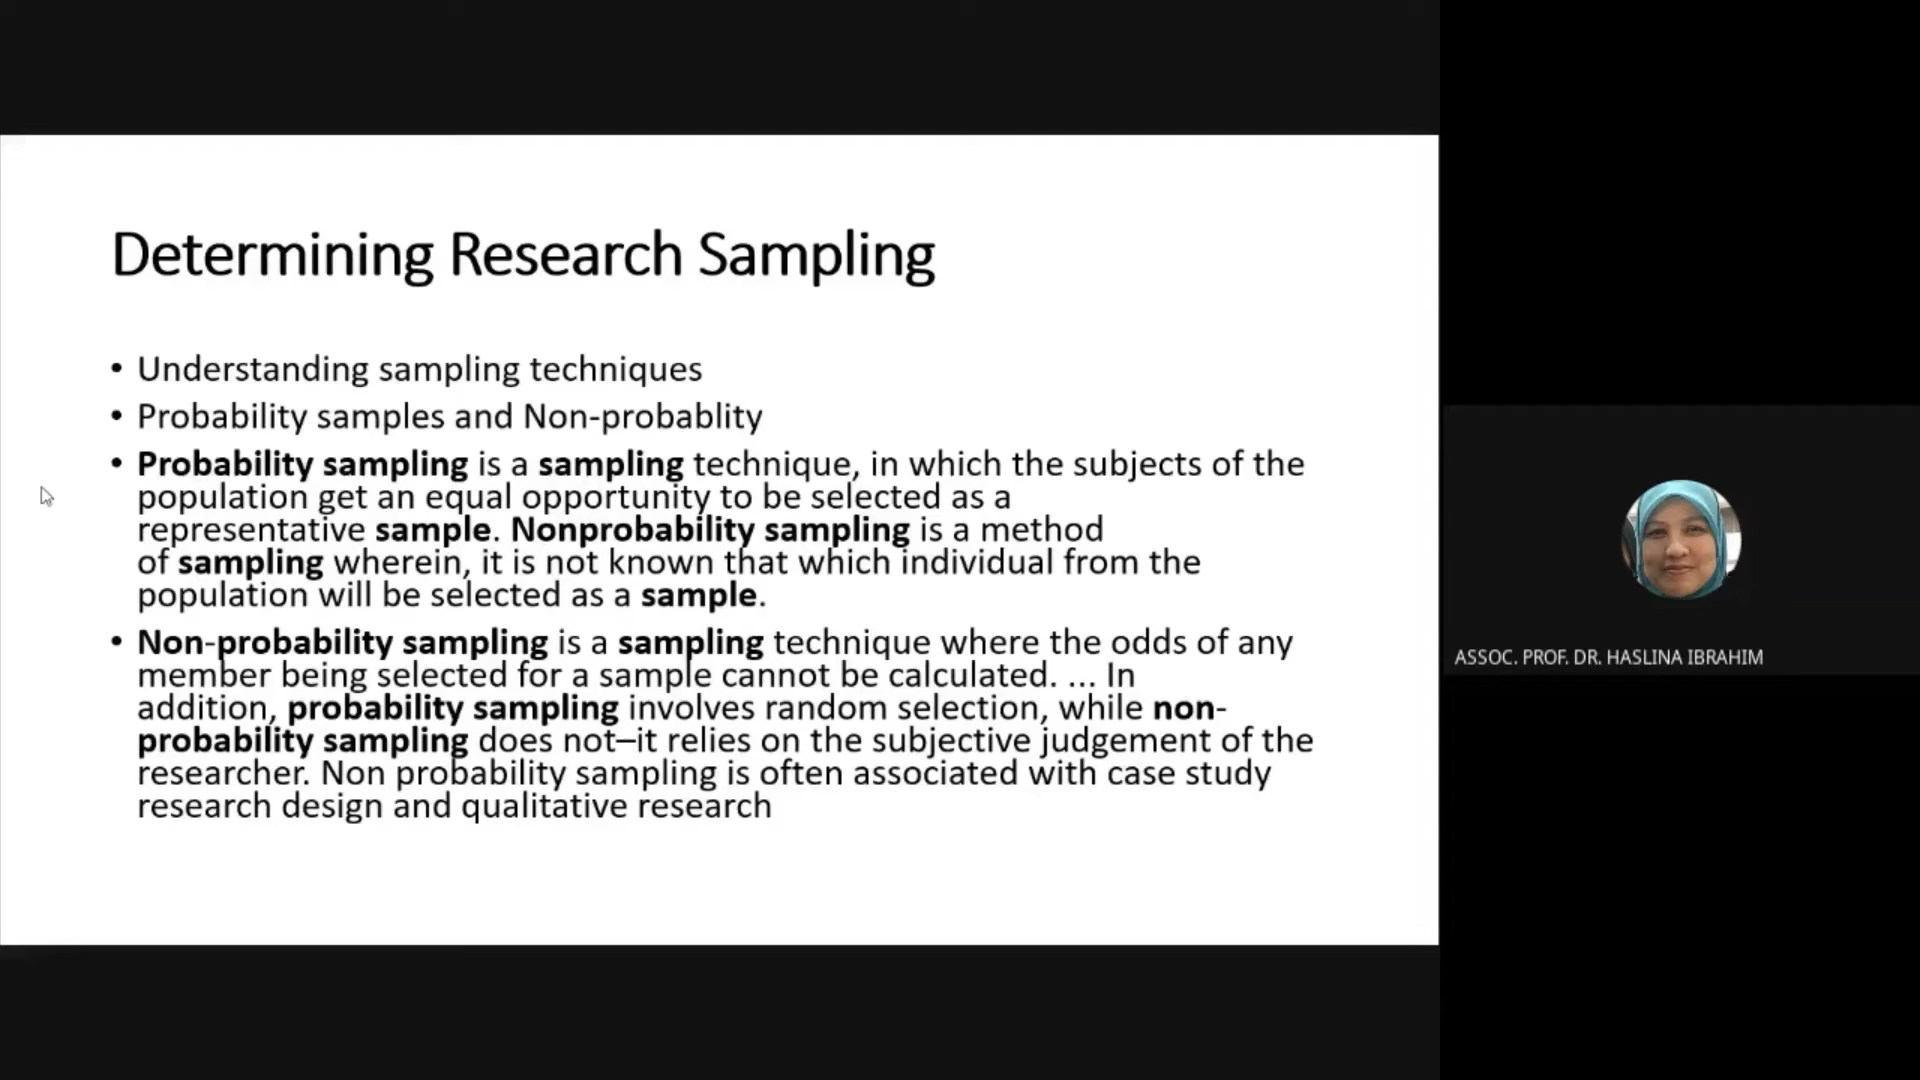 Determining Research Sampling
• Understanding sampling techniques
• Probability samples and Non-probablity
• Probability sampling is a sampling technique, in which the subjects of the
population get an equal opportunity to be selected as a
representative sample. Nonprobability sampling is a method
of sampling wherein, it is not known that which individual from the
population will be selected as a sample.
• Non-probability sampling is a sampling technique where the odds of any
member being selected for a sample cannot be calculated. ... In
addition, probability sampling involves random selection, while non-
probability sampling does not–it relies on the subjective judgement of the
researcher. Non probability sampling is often associated with case study
research design and qualitative research
ASSOC. PROF. DR. HASLINA IBRAHIM